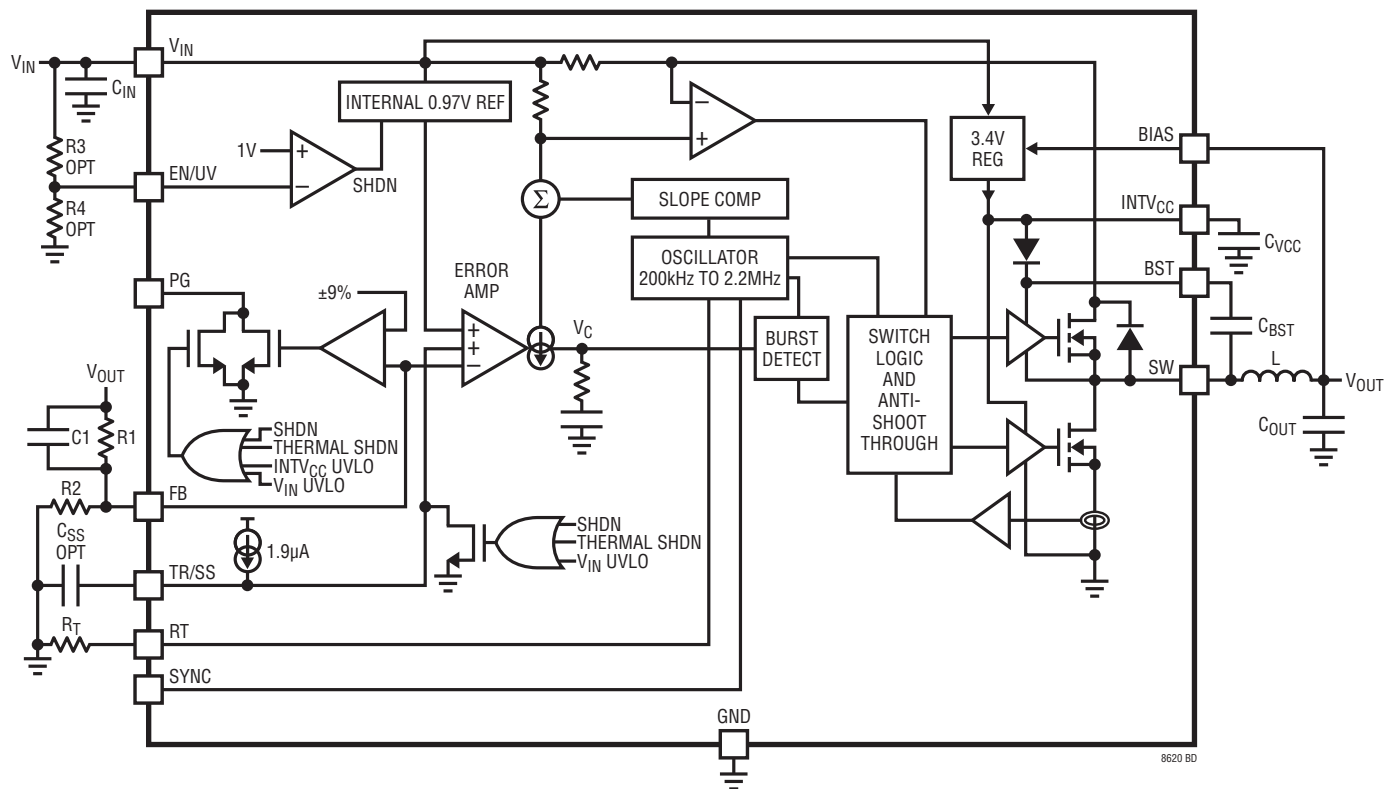 VIN
VIN
CIN
INTERNAL 0.97V REF
R3
OPT
1V
+
−
SHDN
EN/UV
R4
OPT
−
+
3.4V
REG
BIAS
Σ
SLOPE COMP
INTVCC
CVCC
OSCILLATOR
200kHz TO 2.2MHz
BST
PG
±9%
ERROR
AMP
+
+
−
VC
BURST
DETECT
SWITCH
LOGIC
AND
ANTI-
SHOOT
THROUGH
CBST
SW
L
VOUT
COUT
VOUT
C1
R1
SHDN
THERMAL SHDN
INTVCC UVLO
VIN UVLO
R2
FB
CSS
OPT
1.9µA
SHDN
THERMAL SHDN
VIN UVLO
TR/SS
RT
RT
SYNC
GND
8620 BD